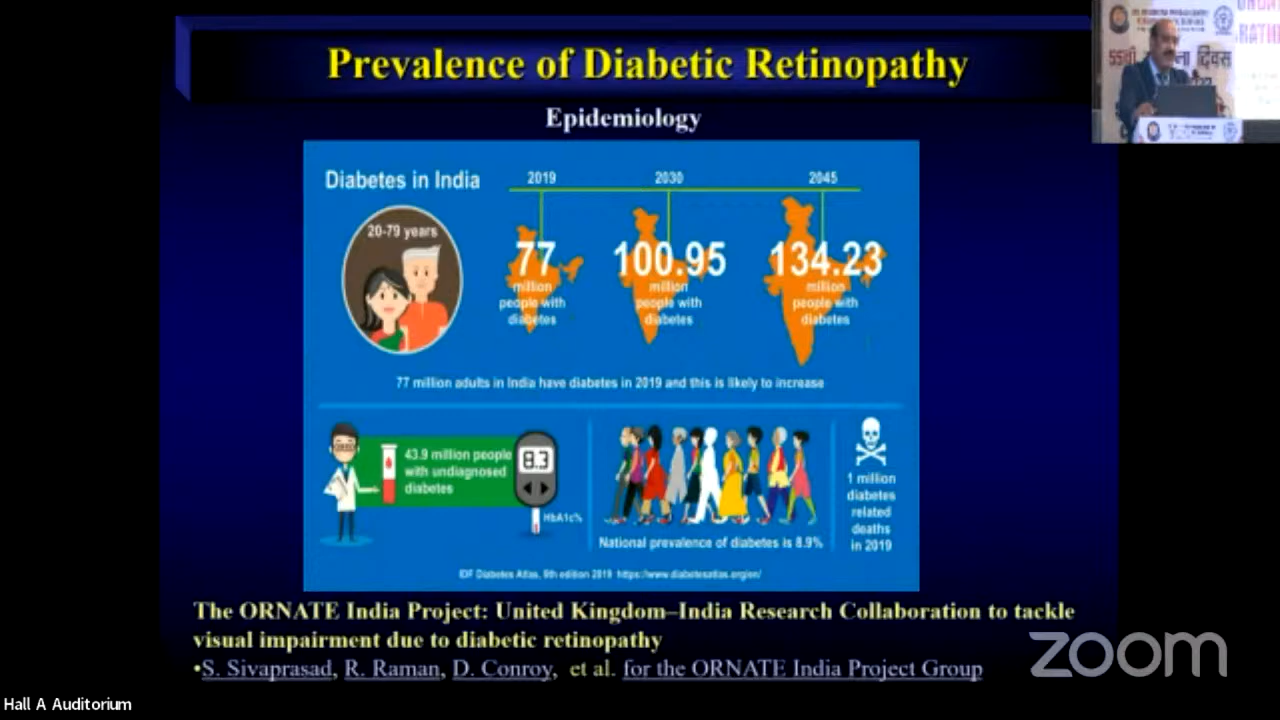 Prevalence of Diabetic Retinopathy
Epidemiology
Diabetes in India
2019
2030
2045
20-79 years
77
million
people with
diabetes
100.95
million
people with
diabetes
134.23
million
people with
diabetes
77 million adults in India have diabetes in 2019 and this is likely to increase
43.9 million people
with undiagnosed
diabetes
8.3
HbA1c%
National prevalence of diabetes is 8.9%
1 million
diabetes
related
deaths
in 2019
IDF Diabetes Atlas, 9th edition 2019 https://www.diabetesatlas.org/en/
The ORNATE India Project: United Kingdom–India Research Collaboration to tackle
visual impairment due to diabetic retinopathy
•S. Sivaprasad, R. Raman, D. Conroy, et al. for the ORNATE India Project Group
zoom
Hall A Auditorium
55वां
दिवस